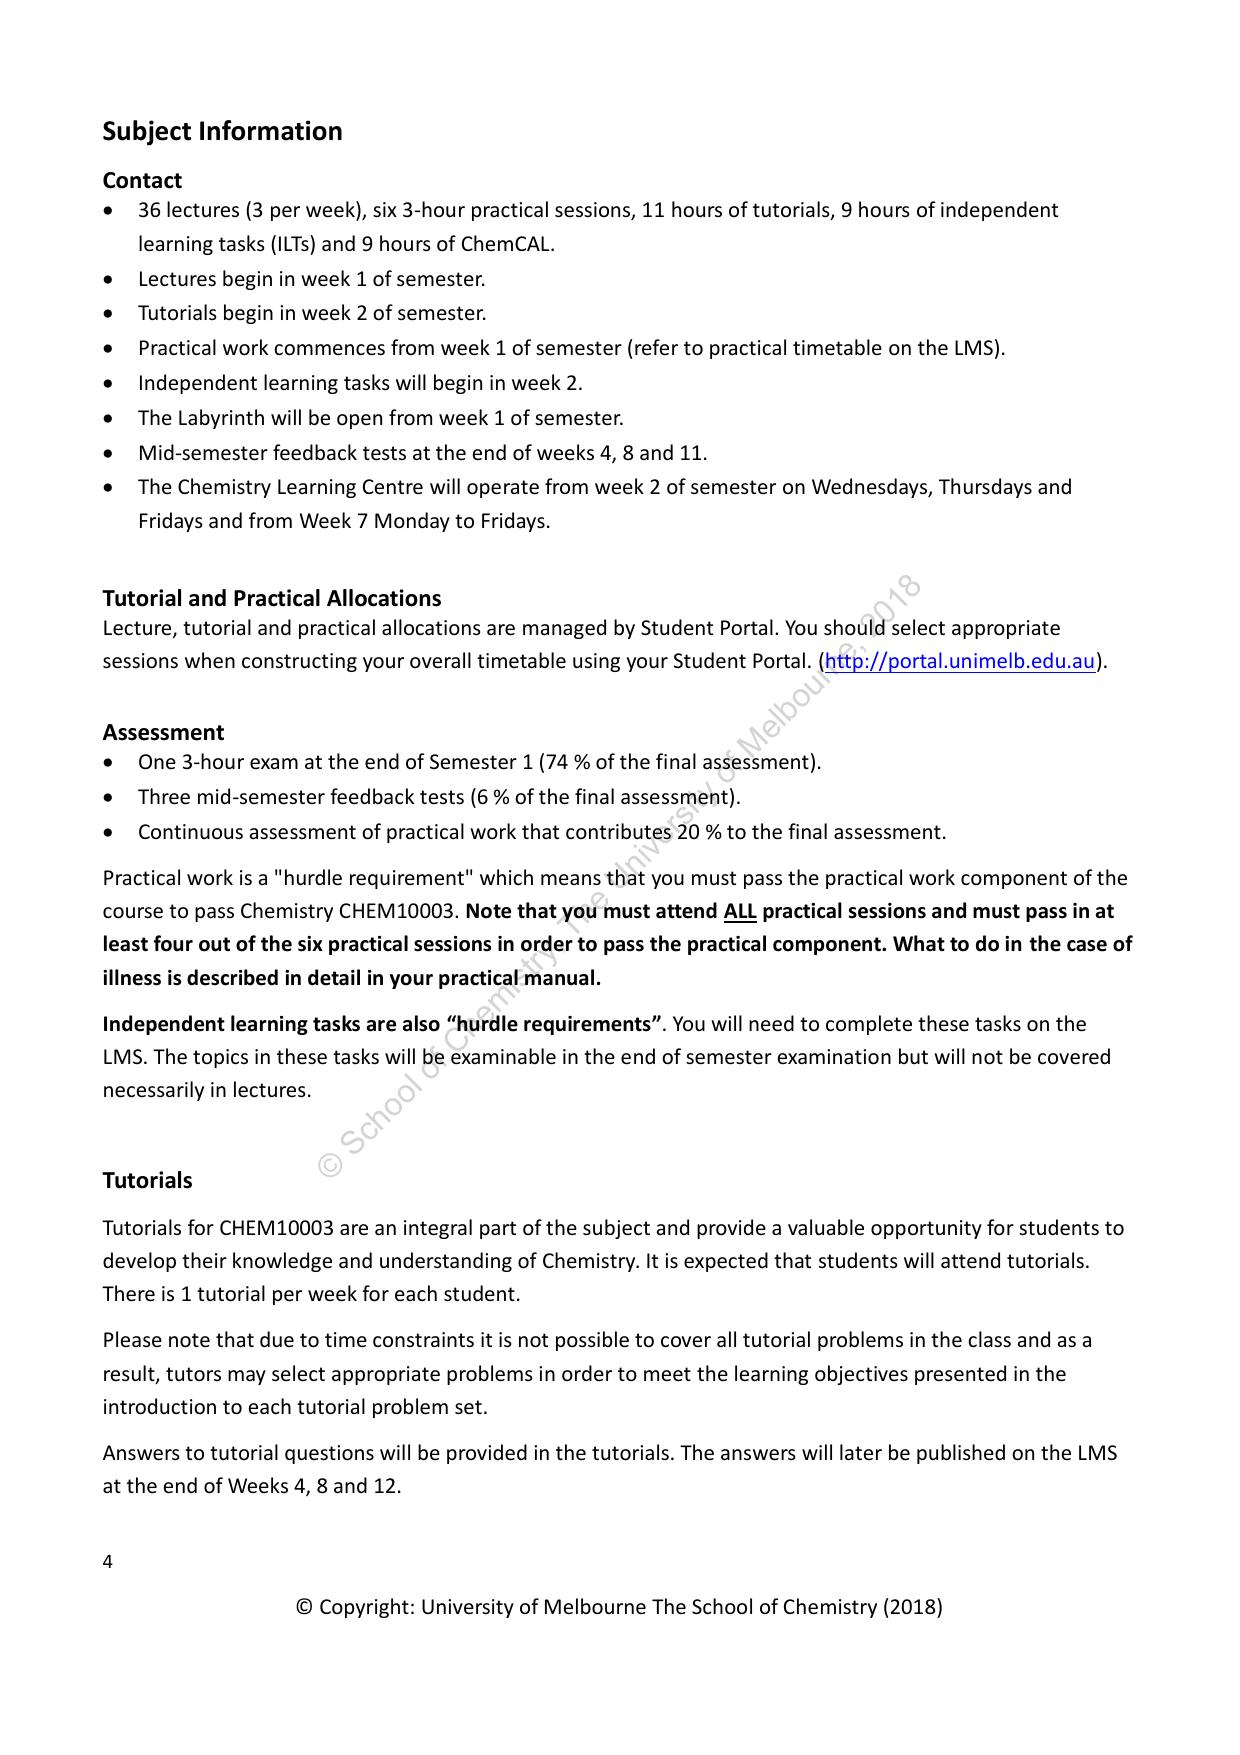 Subject Information
Contact
• 36 lectures (3 per week), six 3-hour practical sessions, 11 hours of tutorials, 9 hours of independent
learning tasks (ILTs) and 9 hours of ChemCAL.
• Lectures begin in week 1 of semester.
• Tutorials begin in week 2 of semester.
• Practical work commences from week 1 of semester (refer to practical timetable on the LMS).
• Independent learning tasks will begin in week 2.
• The Labyrinth will be open from week 1 of semester.
• Mid-semester feedback tests at the end of weeks 4, 8 and 11.
• The Chemistry Learning Centre will operate from week 2 of semester on Wednesdays, Thursdays and
Fridays and from Week 7 Monday to Fridays.
Tutorial and Practical Allocations
Lecture, tutorial and practical allocations are managed by Student Portal. You should select appropriate
sessions when constructing your overall timetable using your Student Portal. (http://portal.unimelb.edu.au).
Assessment
• One 3-hour exam at the end of Semester 1 (74 % of the final assessment).
• Three mid-semester feedback tests (6 % of the final assessment).
• Continuous assessment of practical work that contributes 20 % to the final assessment.
Practical work is a "hurdle requirement" which means that you must pass the practical work component of the
course to pass Chemistry CHEM10003. Note that you must attend ALL practical sessions and must pass in at
least four out of the six practical sessions in order to pass the practical component. What to do in the case of
illness is described in detail in your practical manual.
Independent learning tasks are also “hurdle requirements”. You will need to complete these tasks on the
LMS. The topics in these tasks will be examinable in the end of semester examination but will not be covered
necessarily in lectures.
Tutorials
Tutorials for CHEM10003 are an integral part of the subject and provide a valuable opportunity for students to
develop their knowledge and understanding of Chemistry. It is expected that students will attend tutorials.
There is 1 tutorial per week for each student.
Please note that due to time constraints it is not possible to cover all tutorial problems in the class and as a
result, tutors may select appropriate problems in order to meet the learning objectives presented in the
introduction to each tutorial problem set.
Answers to tutorial questions will be provided in the tutorials. The answers will later be published on the LMS
at the end of Weeks 4, 8 and 12.
4
© Copyright: University of Melbourne The School of Chemistry (2018)
© School of Chemistry, The University of Melbourne, 2018